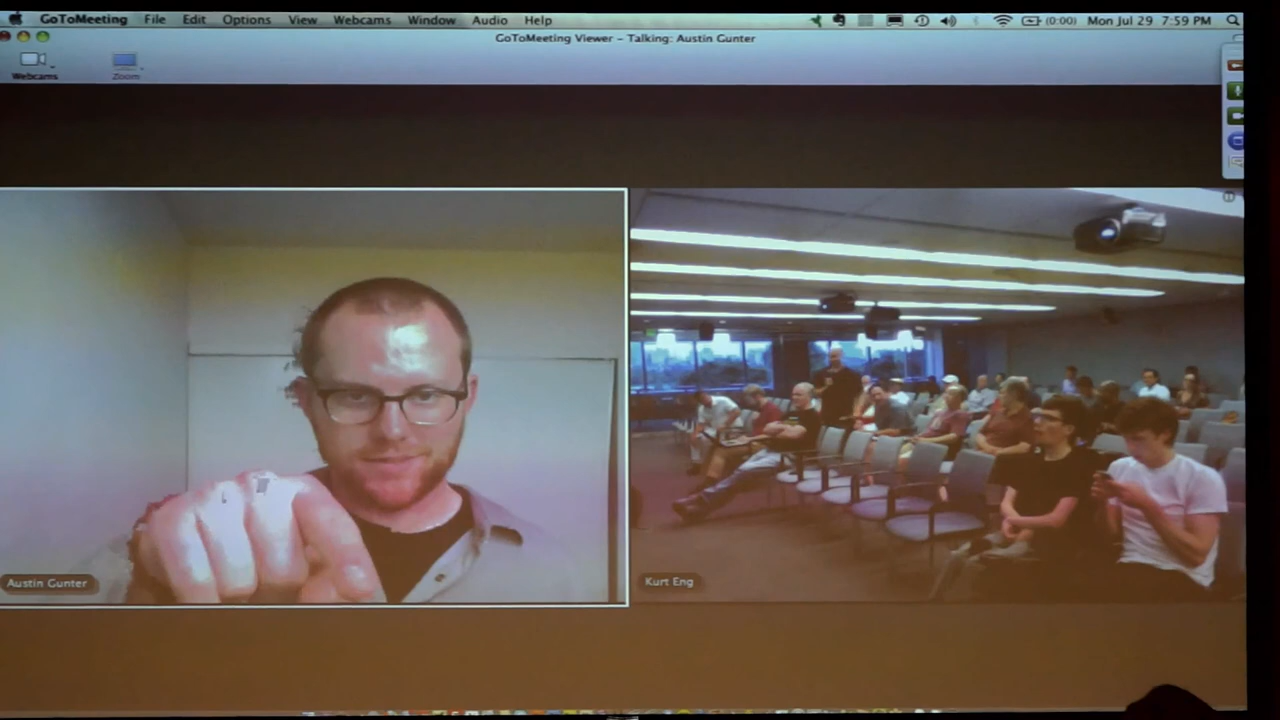 GoToMeeting File Edit Options View Webcams Window Audio Help (0:00) Mon Jul 29 7:59 PM
GoToMeeting Viewer - Talking: Austin Gunter
Webcams Zoom
Austin Gunter
Kurt Eng